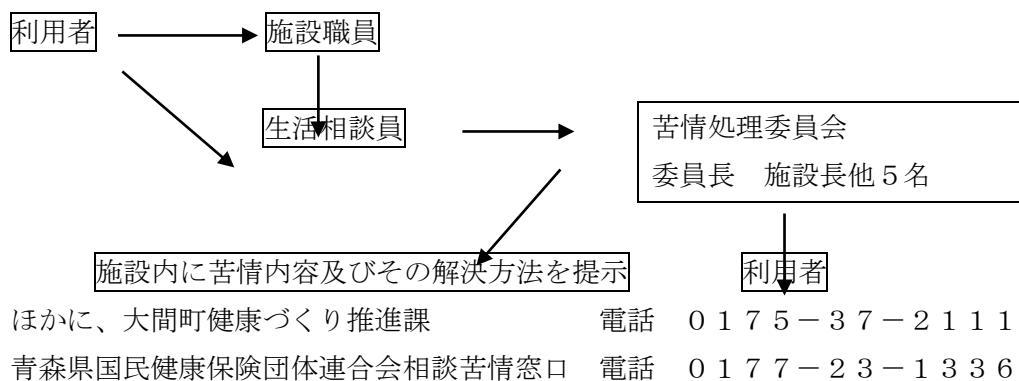 利用者 施設職員
生活相談員
苦情処理委員会
委員長　施設長他５名
施設内に苦情内容及びその解決方法を提示 利用者
ほかに、大間町健康づくり推進課 電話　０１７５－３７－２１１１
青森県国民健康保険団体連合会相談苦情窓口 電話　０１７７－２３－１３３６